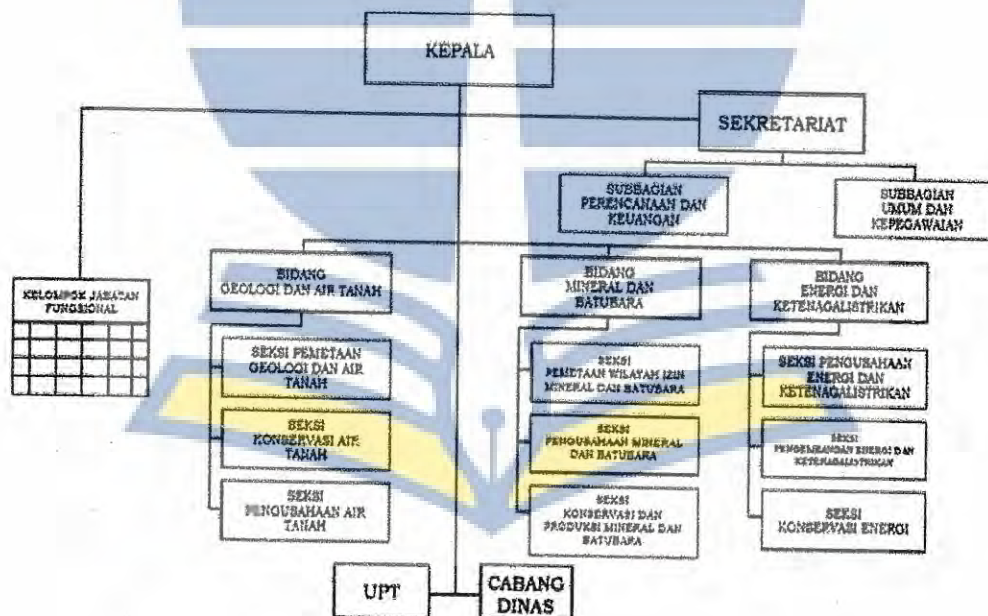 KEPALA
SEKRETARIAT
SUBBAGIAN
PERENCANAAN DAN
KEUANGAN
SUBBAGIAN
UMUM DAN
KEPEGAWAIAN
KELOMPOK JABATAN
FUNGSIONAL
BIDANG
GEOLOGI DAN AIR TANAH
SEKSI PEMETAAN
GEOLOGI DAN AIR
TANAH
SEKSI
KONSERVASI AIR
TANAH
SEKSI
PENGUSAHAAN AIR
TANAH
BIDANG
MINERAL DAN
BATUBARA
SEKSI
PEMETAAN WILAYAH IZIN
MINERAL DAN BATUBARA
SEKSI
PENGUSAHAAN MINERAL
DAN BATUBARA
SEKSI
KONSERVASI DAN
PRODUKSI MINERAL DAN
BATUBARA
BIDANG
ENERGI DAN
KETENAGALISTRIKAN
SEKSI PENGUSAHAAN
ENERGI DAN
KETENAGALISTRIKAN
SEKSI
PENGEMBANGAN ENERGI DAN
KETENAGALISTRIKAN
SEKSI
KONSERVASI ENERGI
UPT
CABANG
DINAS